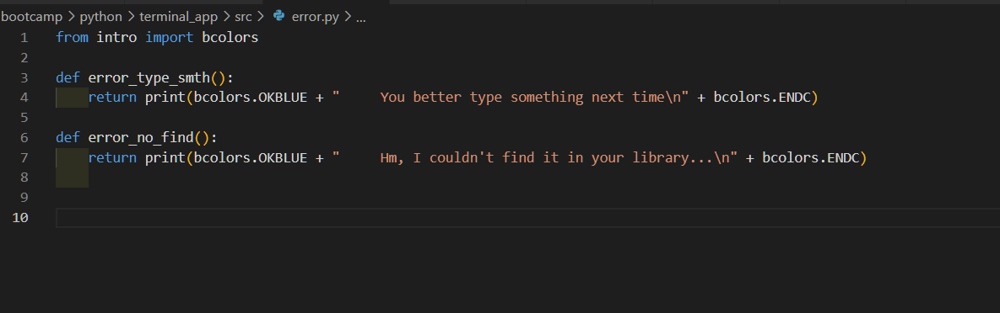 bootcamp > python > terminal_app > src > error.py > ...
1 from intro import bcolors
2
3 def error_type_smth():
4     return print(bcolors.OKBLUE + "     You better type something next time\n" + bcolors.ENDC)
5
6 def error_no_find():
7     return print(bcolors.OKBLUE + "     Hm, I couldn't find it in your library...\n" + bcolors.ENDC)
8
9
10